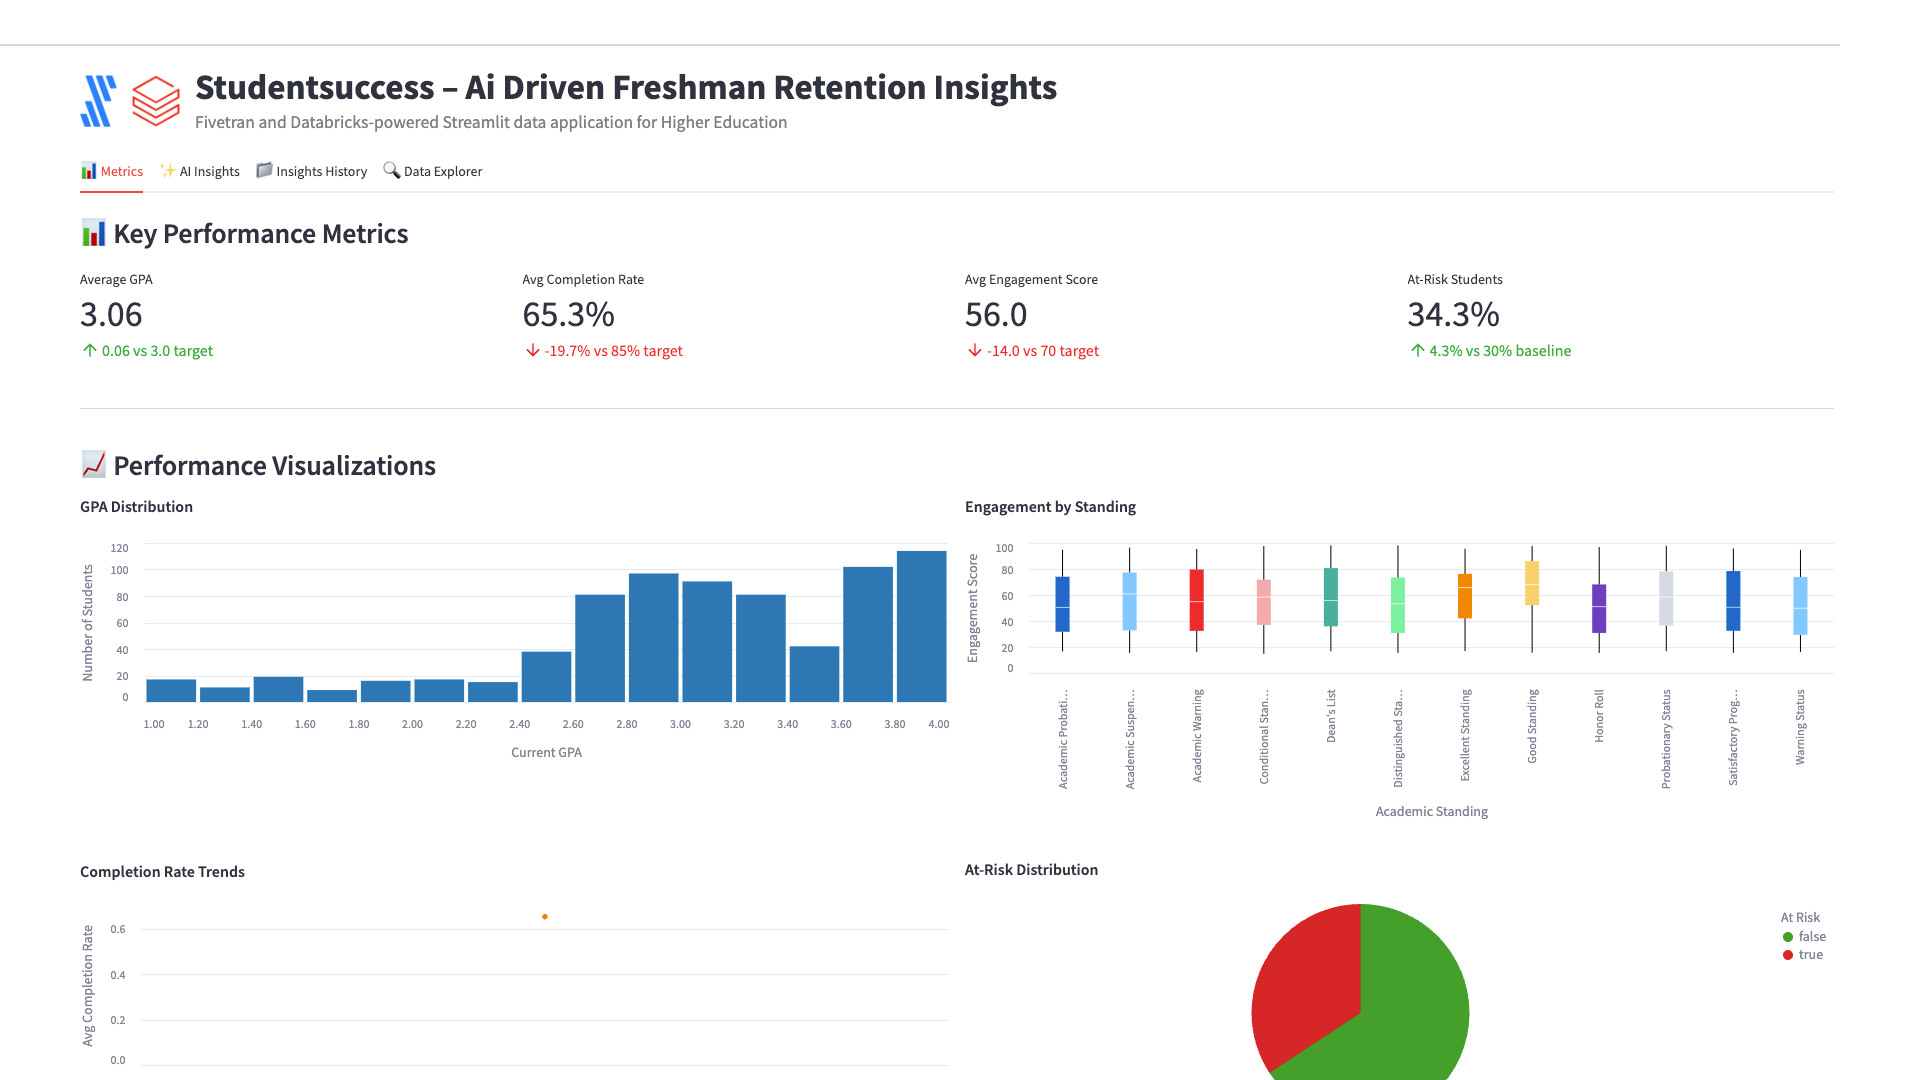 Studentsuccess – Ai Driven Freshman Retention Insights
Fivetran and Databricks-powered Streamlit data application for Higher Education
Metrics
AI Insights
Insights History
Data Explorer
Key Performance Metrics
Average GPA
3.06
0.06 vs 3.0 target
Avg Completion Rate
65.3%
-19.7% vs 85% target
Avg Engagement Score
56.0
-14.0 vs 70 target
At-Risk Students
34.3%
4.3% vs 30% baseline
Performance Visualizations
GPA Distribution
Number of Students
120
100
80
60
40
20
0
1.00 1.20 1.40 1.60 1.80 2.00 2.20 2.40 2.60 2.80 3.00 3.20 3.40 3.60 3.80 4.00
Current GPA
Engagement by Standing
Engagement Score
100
80
60
40
20
0
Academic Probati…
Academic Suspen…
Academic Warning
Conditional Stan…
Dean's List
Distinguished Sta…
Excellent Standing
Good Standing
Honor Roll
Probationary Status
Satisfactory Prog…
Warning Status
Academic Standing
Completion Rate Trends
Avg Completion Rate
0.6
0.4
0.2
0.0
At-Risk Distribution
At Risk
false
true